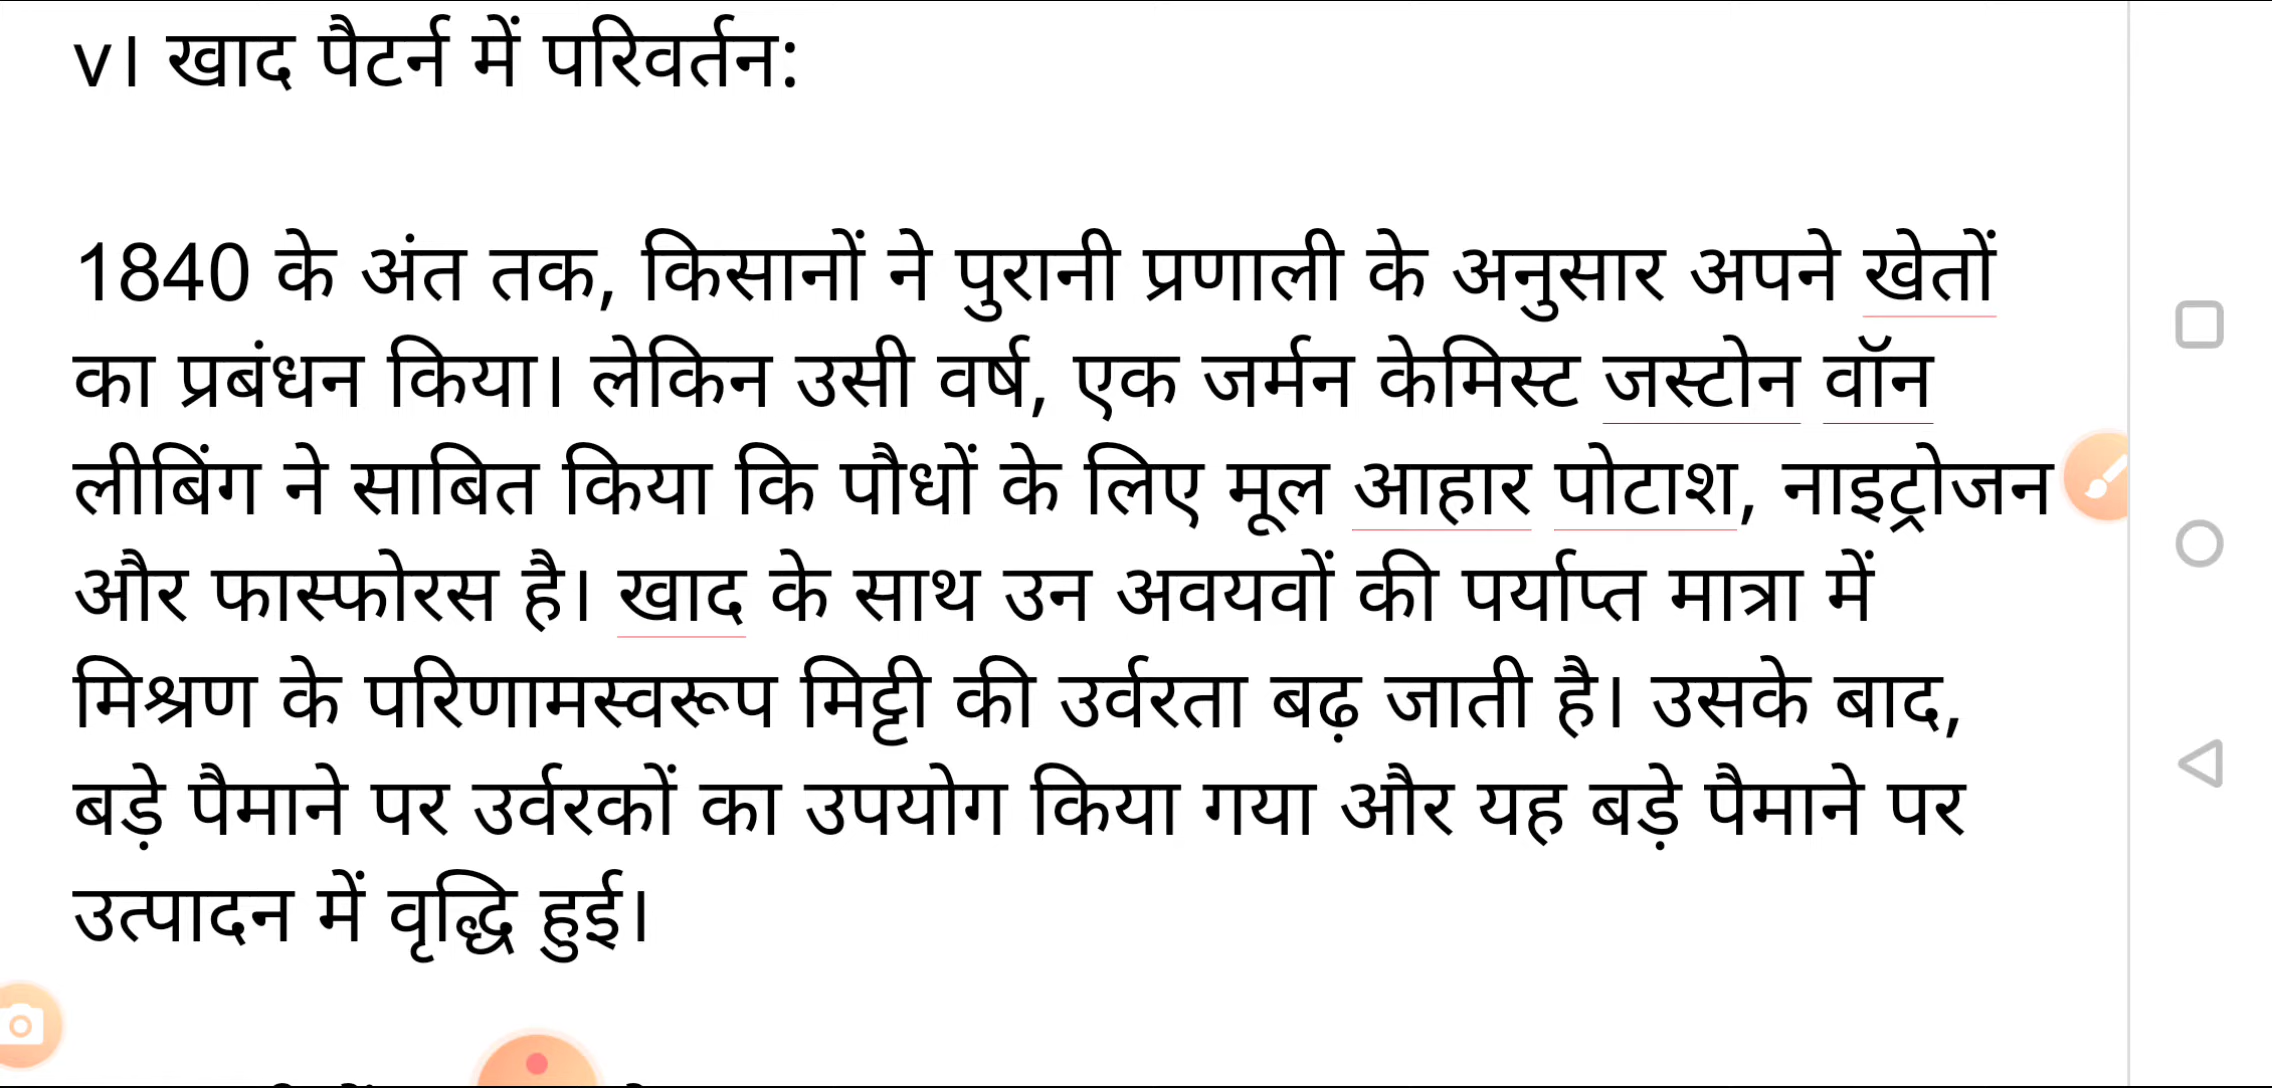 v। खाद पैटर्न में परिवर्तन:
1840 के अंत तक, किसानों ने पुरानी प्रणाली के अनुसार अपने खेतों
का प्रबंधन किया। लेकिन उसी वर्ष, एक जर्मन केमिस्ट जस्टोन वॉन
लीबिंग ने साबित किया कि पौधों के लिए मूल आहार पोटाश, नाइट्रोजन
और फास्फोरस है। खाद के साथ उन अवयवों की पर्याप्त मात्रा में
मिश्रण के परिणामस्वरूप मिट्टी की उर्वरता बढ़ जाती है। उसके बाद,
बड़े पैमाने पर उर्वरकों का उपयोग किया गया और यह बड़े पैमाने पर
उत्पादन में वृद्धि हुई।